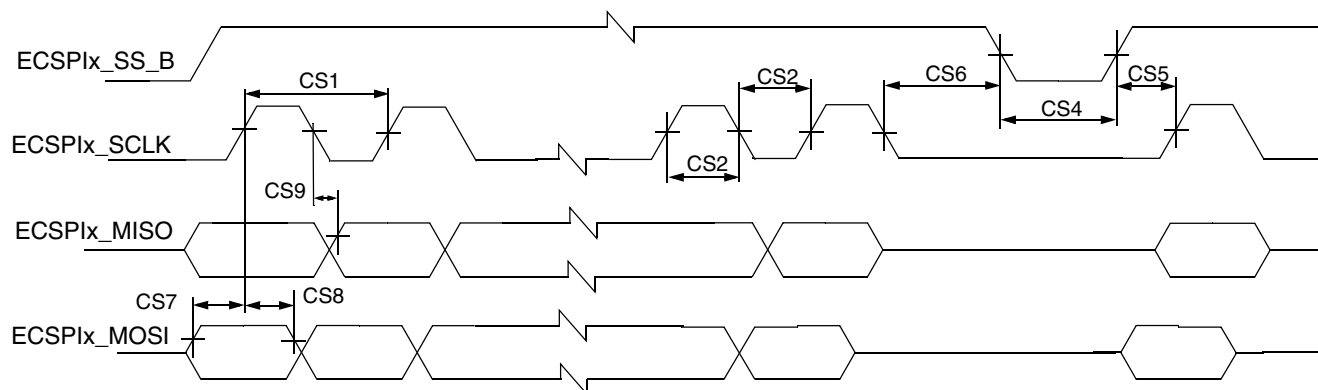 ECSPIx_SS_B
CS1
CS2
CS6
CS5
CS4
ECSPIx_SCLK
CS2
CS9
ECSPIx_MISO
CS7
CS8
ECSPIx_MOSI